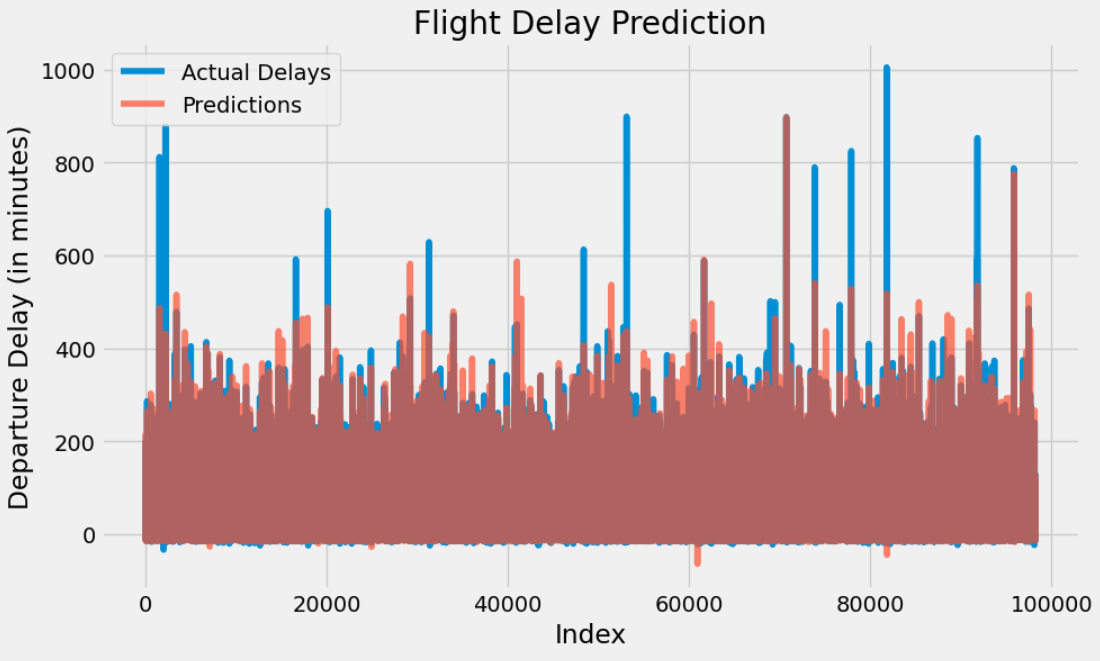 Flight Delay Prediction
Actual Delays
Predictions
Departure Delay (in minutes)
1000
800
600
400
200
0
0 20000 40000 60000 80000 100000
Index